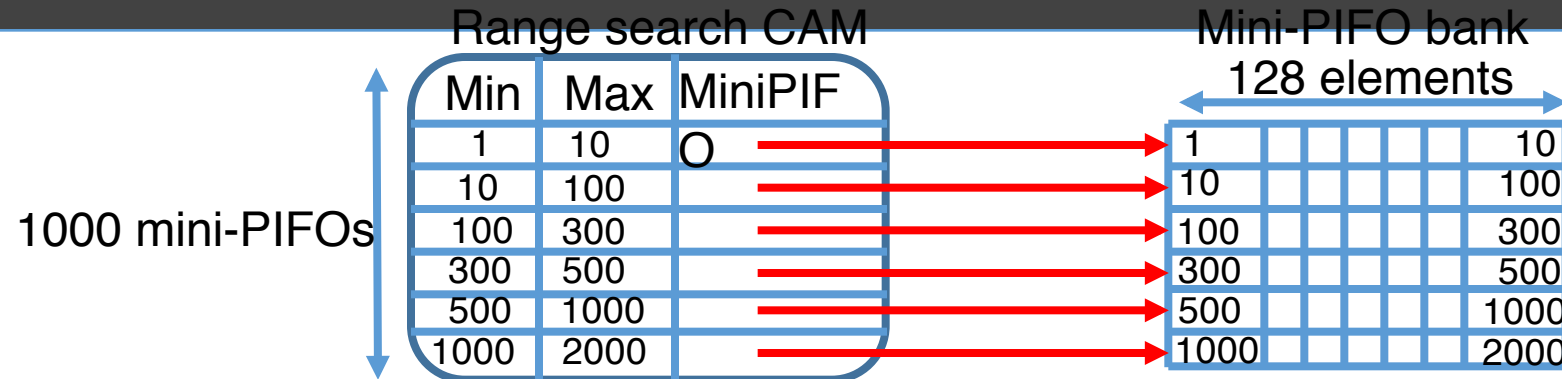 Range search CAM
Mini-PIFO bank
128 elements
Min Max MiniPIF
O
1 10
10 100
100 300
300 500
500 1000
1000 2000
1000 mini-PIFOs
1 10
10 100
100 300
300 500
500 1000
1000 2000